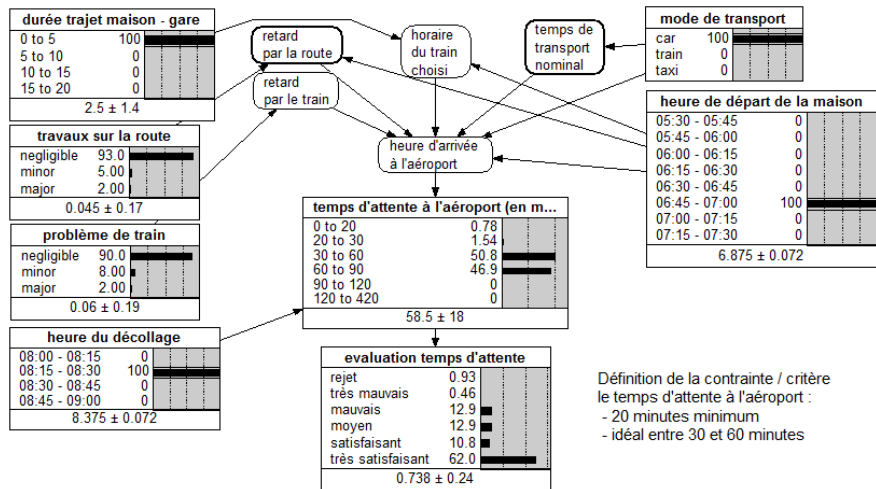 durée trajet maison - gare
0 to 5 100
5 to 10 0
10 to 15 0
15 to 20 0
2.5 ± 1.4
retard
par la route
horaire
du train
choisi
temps de
transport
nominal
mode de transport
car 100
train 0
taxi 0
retard
par le train
heure de départ de la maison
05:30 - 05:45 0
05:45 - 06:00 0
06:00 - 06:15 0
06:15 - 06:30 0
06:30 - 06:45 0
06:45 - 07:00 100
07:00 - 07:15 0
07:15 - 07:30 0
6.875 ± 0.072
travaux sur la route
negligible 93.0
minor 5.00
major 2.00
0.045 ± 0.17
heure d'arrivée
à l'aéroport
problème de train
negligible 90.0
minor 8.00
major 2.00
0.06 ± 0.19
temps d'attente à l'aéroport (en m...
0 to 20 0.78
20 to 30 1.54
30 to 60 50.8
60 to 90 46.9
90 to 120 0
120 to 420 0
58.5 ± 18
heure du décollage
08:00 - 08:15 0
08:15 - 08:30 100
08:30 - 08:45 0
08:45 - 09:00 0
8.375 ± 0.072
evaluation temps d'attente
rejet 0.93
très mauvais 0.46
mauvais 12.9
moyen 12.9
satisfaisant 10.8
très satisfaisant 62.0
0.738 ± 0.24
Définition de la contrainte / critère
le temps d'attente à l'aéroport :
- 20 minutes minimum
- idéal entre 30 et 60 minutes